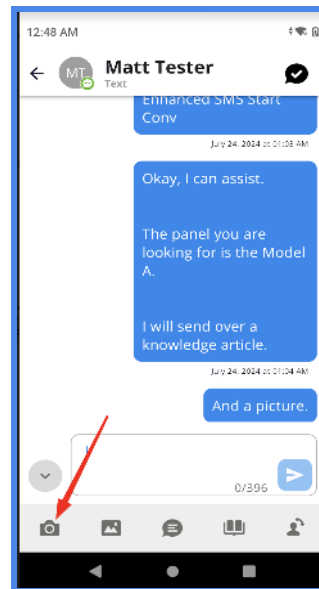 12:48 AM
MT
Matt Tester
Text
Enhanced SMS Start
Conv
July 24, 2024 at 01:03 AM
Okay, I can assist.
The panel you are
looking for is the Model
A.
I will send over a
knowledge article.
July 24, 2024 at 01:04 AM
And a picture.
0/396